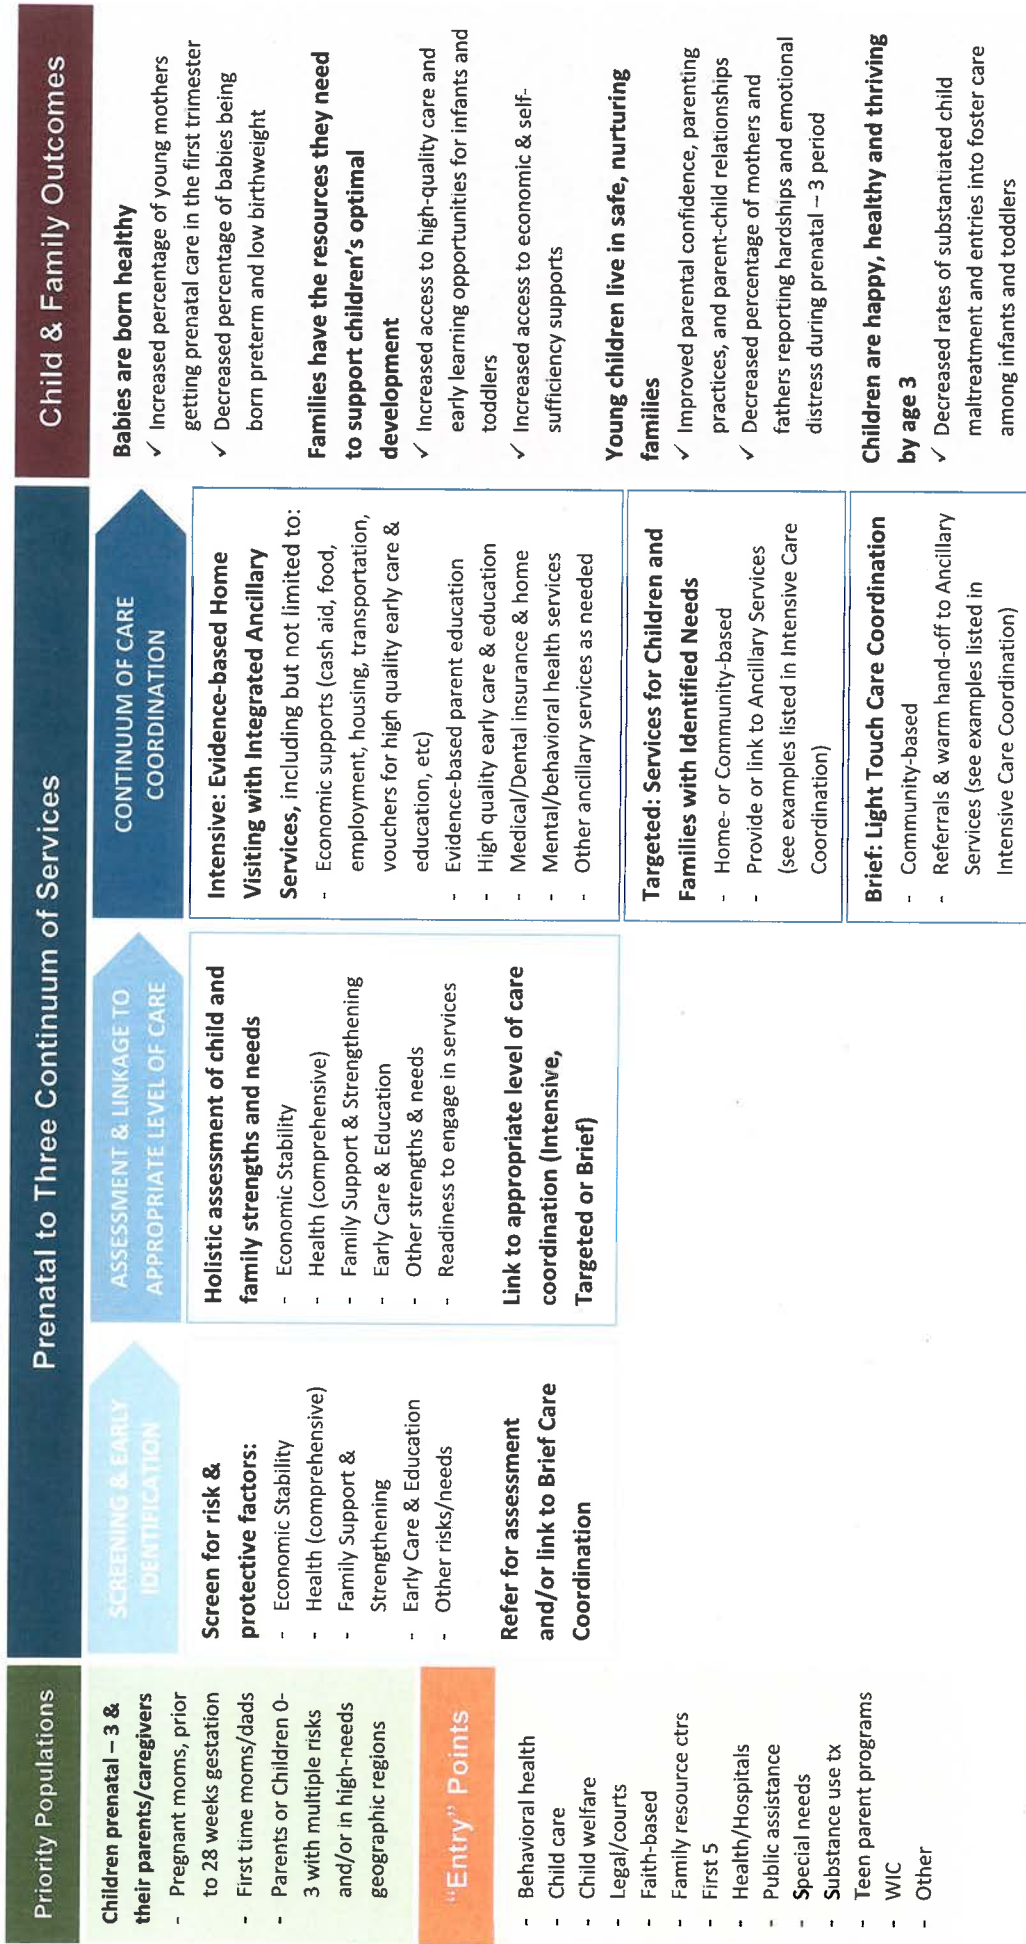 Priority Populations
Children prenatal – 3 &
their parents/caregivers
- Pregnant moms, prior
to 28 weeks gestation
- First time moms/dads
- Parents or Children 0-
3 with multiple risks
and/or in high-needs
geographic regions
"Entry" Points
- Behavioral health
- Child care
- Child welfare
- Legal/courts
- Faith-based
- Family resource ctrs
- First 5
- Health/Hospitals
- Public assistance
- Special needs
- Substance use tx
- Teen parent programs
- WIC
- Other
Prenatal to Three Continuum of Services
SCREENING & EARLY
IDENTIFICATION
Screen for risk &
protective factors:
- Economic Stability
- Health (comprehensive)
- Family Support &
Strengthening
- Early Care & Education
- Other risks/needs
Refer for assessment
and/or link to Brief Care
Coordination
ASSESSMENT & LINKAGE TO
APPROPRIATE LEVEL OF CARE
Holistic assessment of child and
family strengths and needs
- Economic Stability
- Health (comprehensive)
- Family Support & Strengthening
- Early Care & Education
- Other strengths & needs
- Readiness to engage in services
Link to appropriate level of care
coordination (Intensive,
Targeted or Brief)
CONTINUUM OF CARE
COORDINATION
Intensive: Evidence-based Home
Visiting with Integrated Ancillary
Services, including but not limited to:
- Economic supports (cash aid, food,
employment, housing, transportation,
vouchers for high quality early care &
education, etc)
- Evidence-based parent education
- High quality early care & education
- Medical/Dental insurance & home
- Mental/behavioral health services
- Other ancillary services as needed
Targeted: Services for Children and
Families with Identified Needs
- Home- or Community-based
- Provide or link to Ancillary Services
(see examples listed in Intensive Care
Coordination)
Brief: Light Touch Care Coordination
- Community-based
- Referrals & warm hand-off to Ancillary
Services (see examples listed in
Intensive Care Coordination)
Child & Family Outcomes
Babies are born healthy
✓ Increased percentage of young mothers
getting prenatal care in the first trimester
✓ Decreased percentage of babies being
born preterm and low birthweight
Families have the resources they need
to support children's optimal
development
✓ Increased access to high-quality care and
early learning opportunities for infants and
toddlers
✓ Increased access to economic & self-
sufficiency supports
Young children live in safe, nurturing
families
✓ Improved parental confidence, parenting
practices, and parent-child relationships
✓ Decreased percentage of mothers and
fathers reporting hardships and emotional
distress during prenatal – 3 period
Children are happy, healthy and thriving
by age 3
✓ Decreased rates of substantiated child
maltreatment and entries into foster care
among infants and toddlers